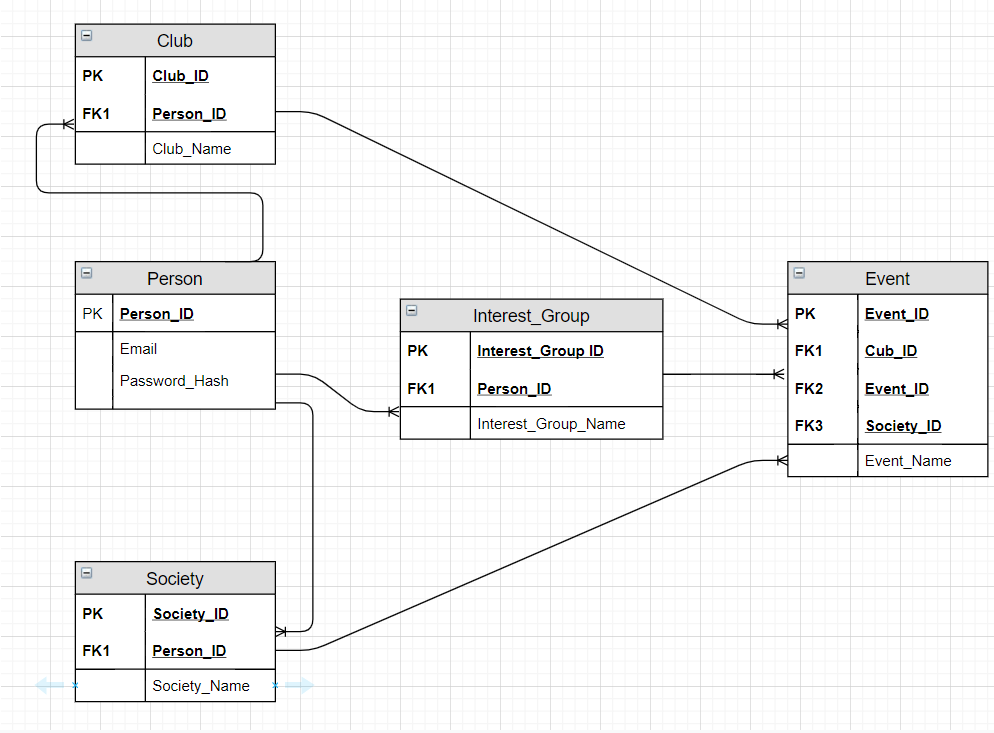 Club
PK Club_ID
FK1 Person_ID
Club_Name
Person
PK Person_ID
Email
Password_Hash
Interest_Group
PK Interest_Group ID
FK1 Person_ID
Interest_Group_Name
Event
PK Event_ID
FK1 Cub_ID
FK2 Event_ID
FK3 Society_ID
Event_Name
Society
PK Society_ID
FK1 Person_ID
Society_Name